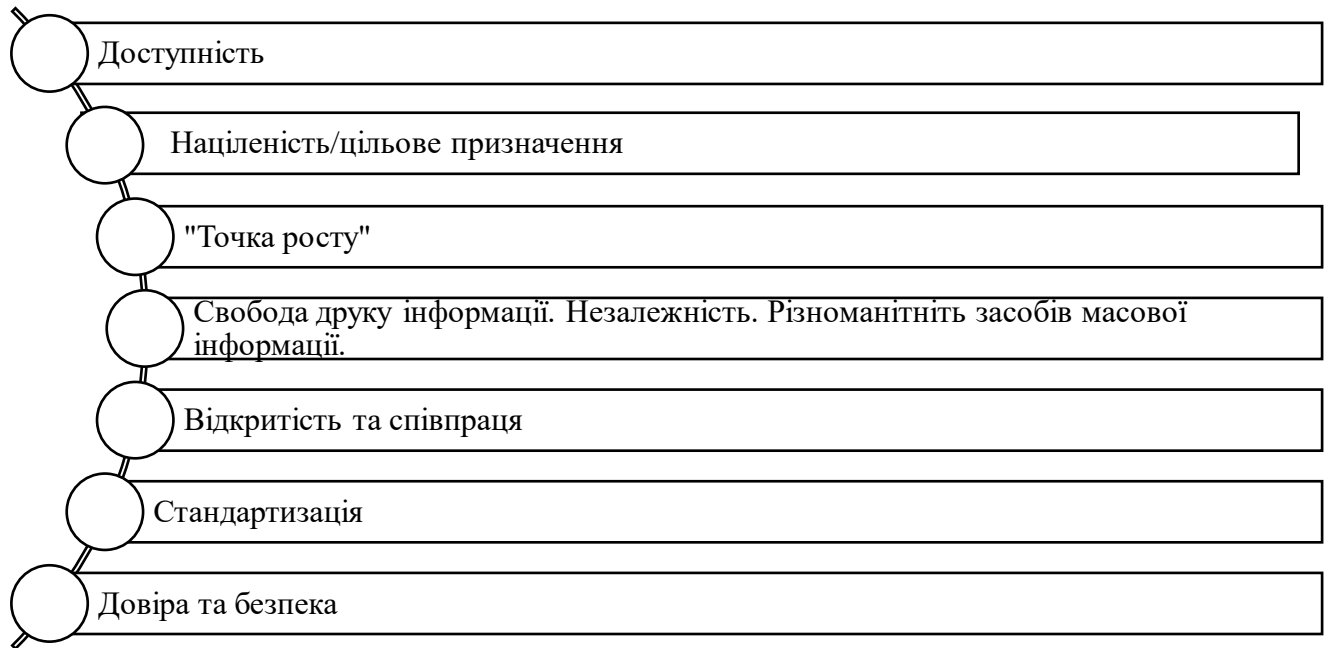 Доступність
Націленість/цільове призначення
"Точка росту"
Свобода друку інформації. Незалежність. Різноманітніть засобів масової
інформації.
Відкритість та співпраця
Стандартизація
Довіра та безпека